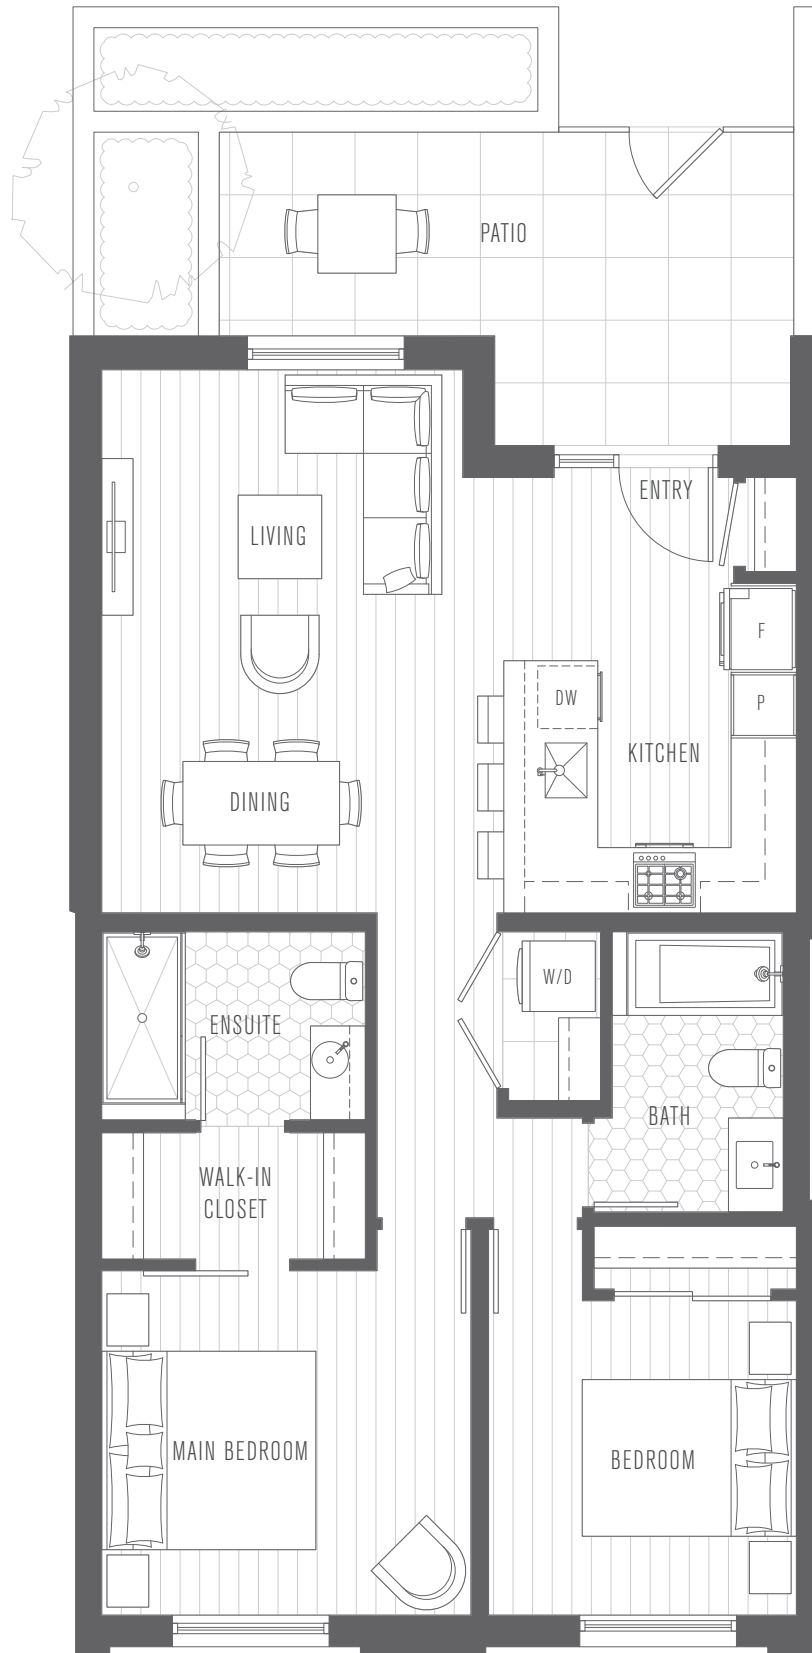 PATIO
ENTRY
LIVING
F
P
DW
KITCHEN
DINING
W/D
ENSUITE
BATH
WALK-IN
CLOSET
MAIN BEDROOM
BEDROOM